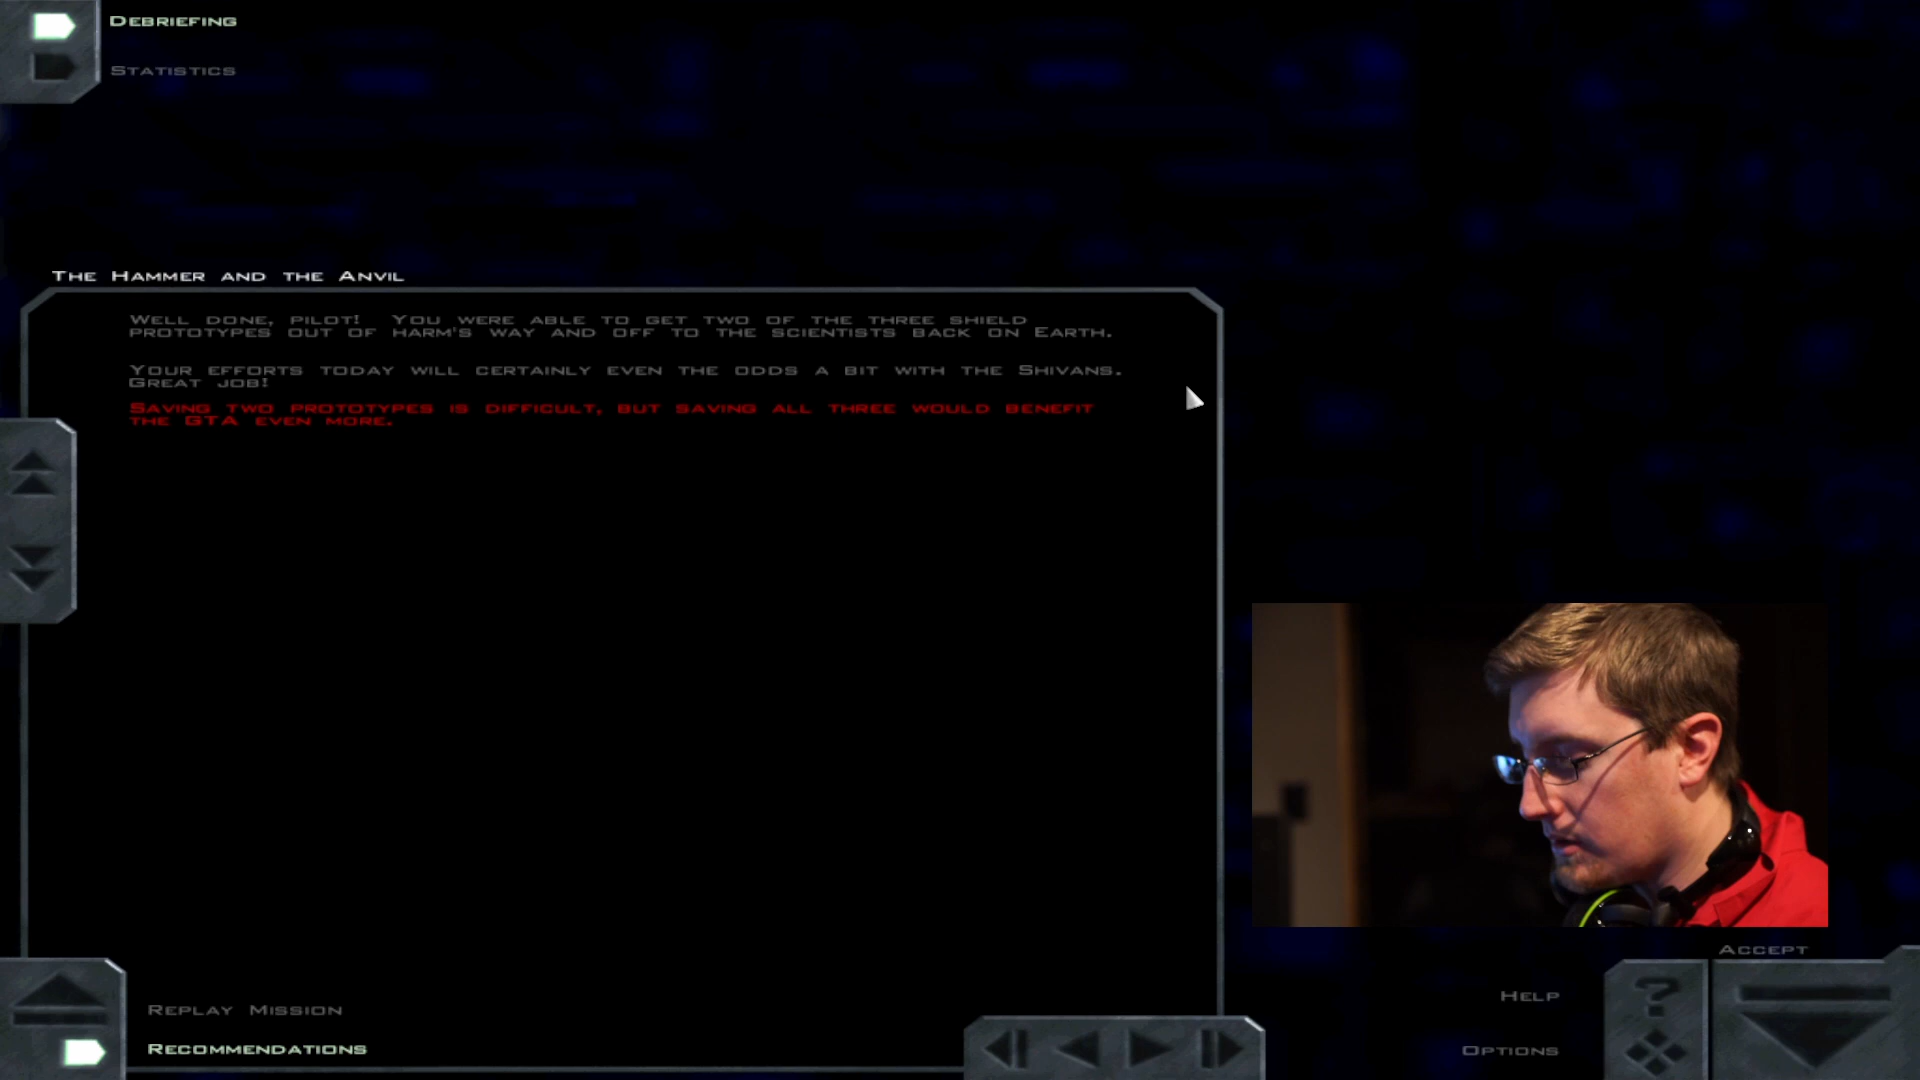 Debriefing
Statistics
The Hammer and the Anvil
Well done, pilot! You were able to get two of the three shield
prototypes out of harm's way and off to the scientists back on Earth.
Your efforts today will certainly even the odds a bit with the Shivans.
Great job!
Saving two prototypes is difficult, but saving all three would benefit
the GTA even more.
Accept
Help
Replay Mission
Recommendations
Options
?